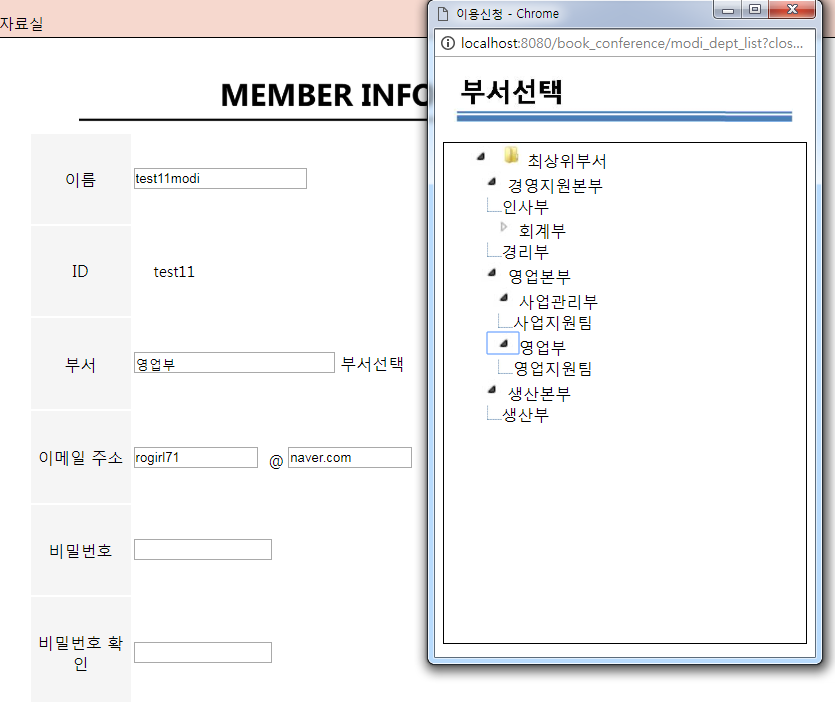 자료실
MEMBER INFO
이름
test11modi
ID
test11
부서
영업부
부서선택
이메일 주소
rogirl71
@
naver.com
비밀번호
비밀번호 확
인
이용신청 - Chrome
localhost:8080/book_conference/modi_dept_list?clos...
부서선택
최상위부서
경영지원본부
인사부
회계부
경리부
영업본부
사업관리부
사업지원팀
영업부
영업지원팀
생산본부
생산부